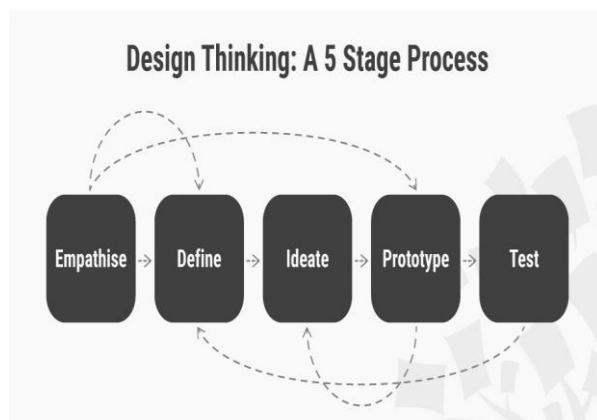 Design Thinking: A 5 Stage Process
Empathise
Define
Ideate
Prototype
Test